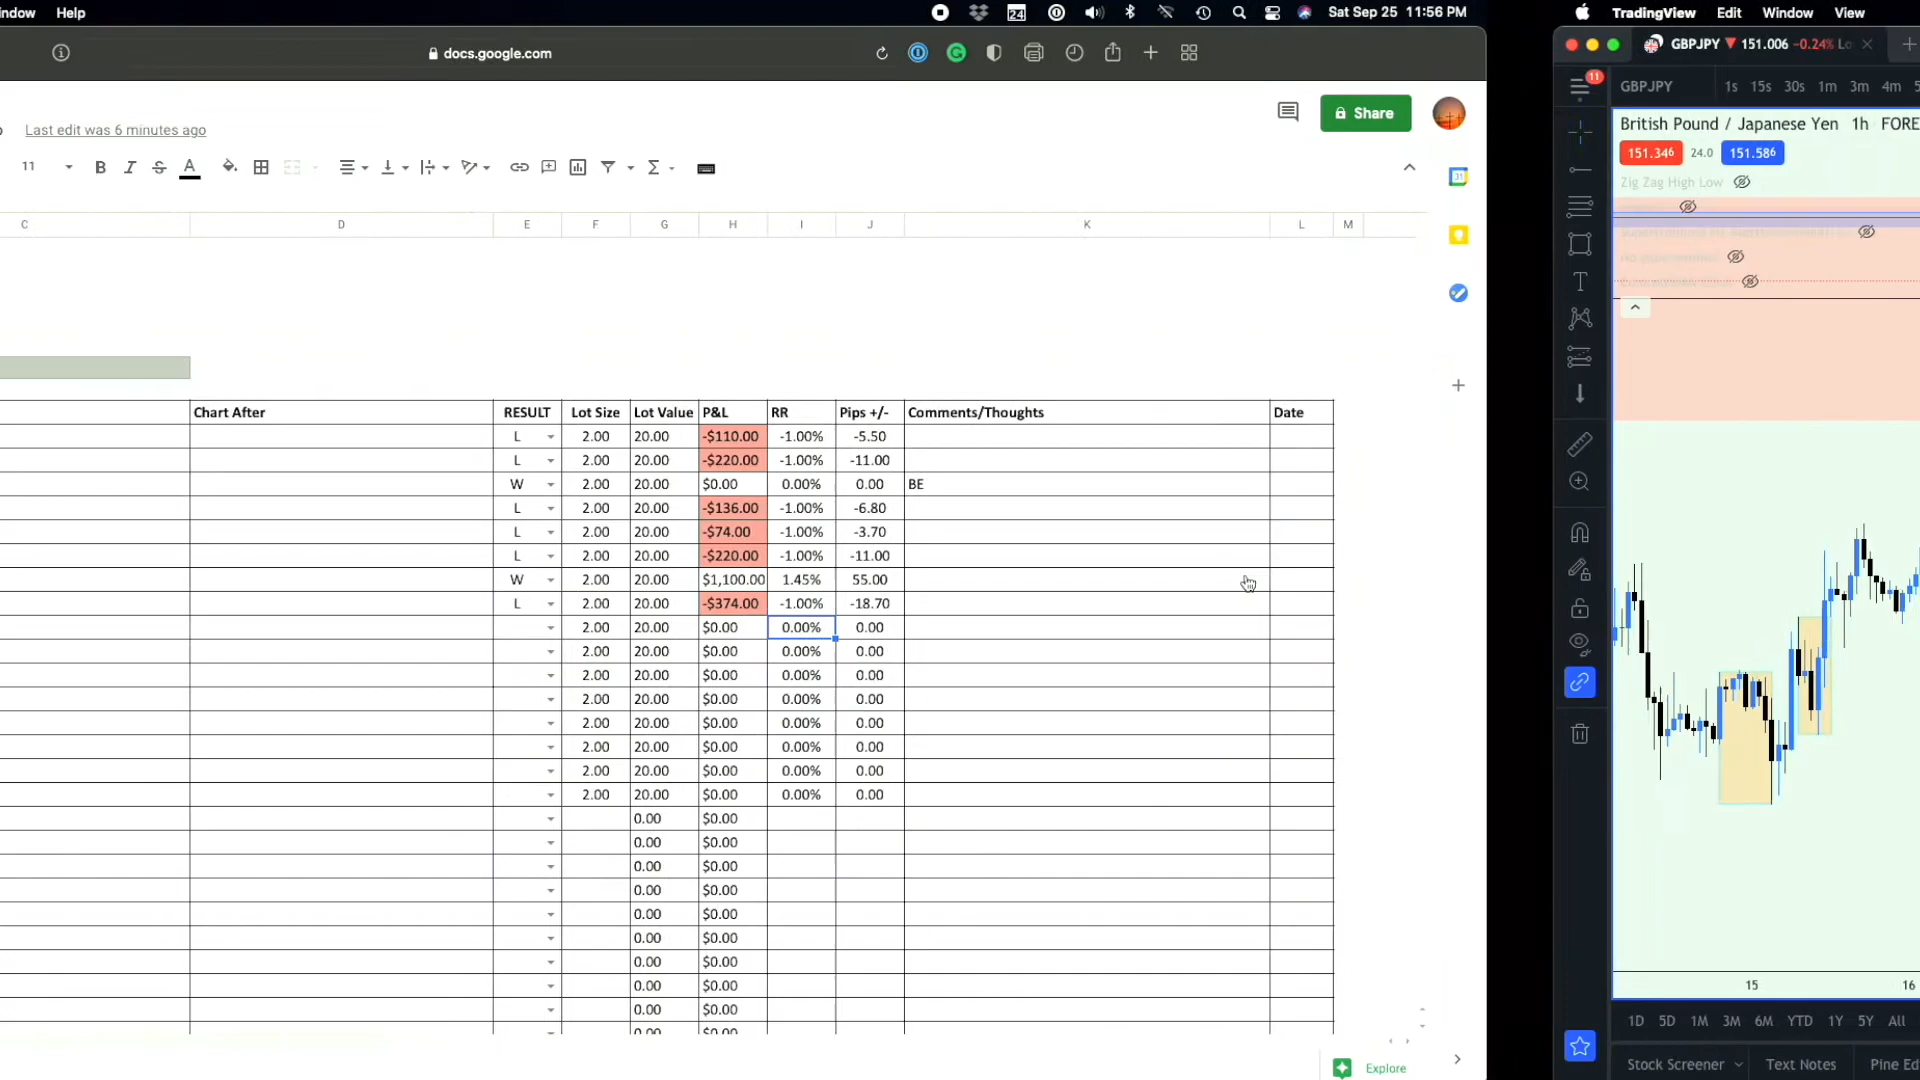 indow Help
24
Sat Sep 25 11:56 PM
TradingView Edit Window View
docs.google.com
GBPJPY ▼ 151.006 -0.24%
11
GBPJPY 1s 15s 30s 1m 3m 4m 5
Share
British Pound / Japanese Yen 1h FORE
Last edit was 6 minutes ago
151.346 24.0 151.586
11
B I S A
Σ
Zig Zag High Low
31
C D E F G H I J K L M
Chart After RESULT Lot Size Lot Value P&L RR Pips +/- Comments/Thoughts Date
L 2.00 20.00 -$110.00 -1.00% -5.50
L 2.00 20.00 -$220.00 -1.00% -11.00
W 2.00 20.00 $0.00 0.00% 0.00 BE
L 2.00 20.00 -$136.00 -1.00% -6.80
L 2.00 20.00 -$74.00 -1.00% -3.70
L 2.00 20.00 -$220.00 -1.00% -11.00
W 2.00 20.00 $1,100.00 1.45% 55.00
L 2.00 20.00 -$374.00 -1.00% -18.70
2.00 20.00 $0.00 0.00% 0.00
2.00 20.00 $0.00 0.00% 0.00
2.00 20.00 $0.00 0.00% 0.00
2.00 20.00 $0.00 0.00% 0.00
2.00 20.00 $0.00 0.00% 0.00
2.00 20.00 $0.00 0.00% 0.00
2.00 20.00 $0.00 0.00% 0.00
2.00 20.00 $0.00 0.00% 0.00
0.00 $0.00
0.00 $0.00
0.00 $0.00
0.00 $0.00
0.00 $0.00
0.00 $0.00
0.00 $0.00
0.00 $0.00
0.00 $0.00
0.00 $0.00
15 16
1D 5D 1M 3M 6M YTD 1Y 5Y All
Explore
Stock Screener Text Notes Pine Ed